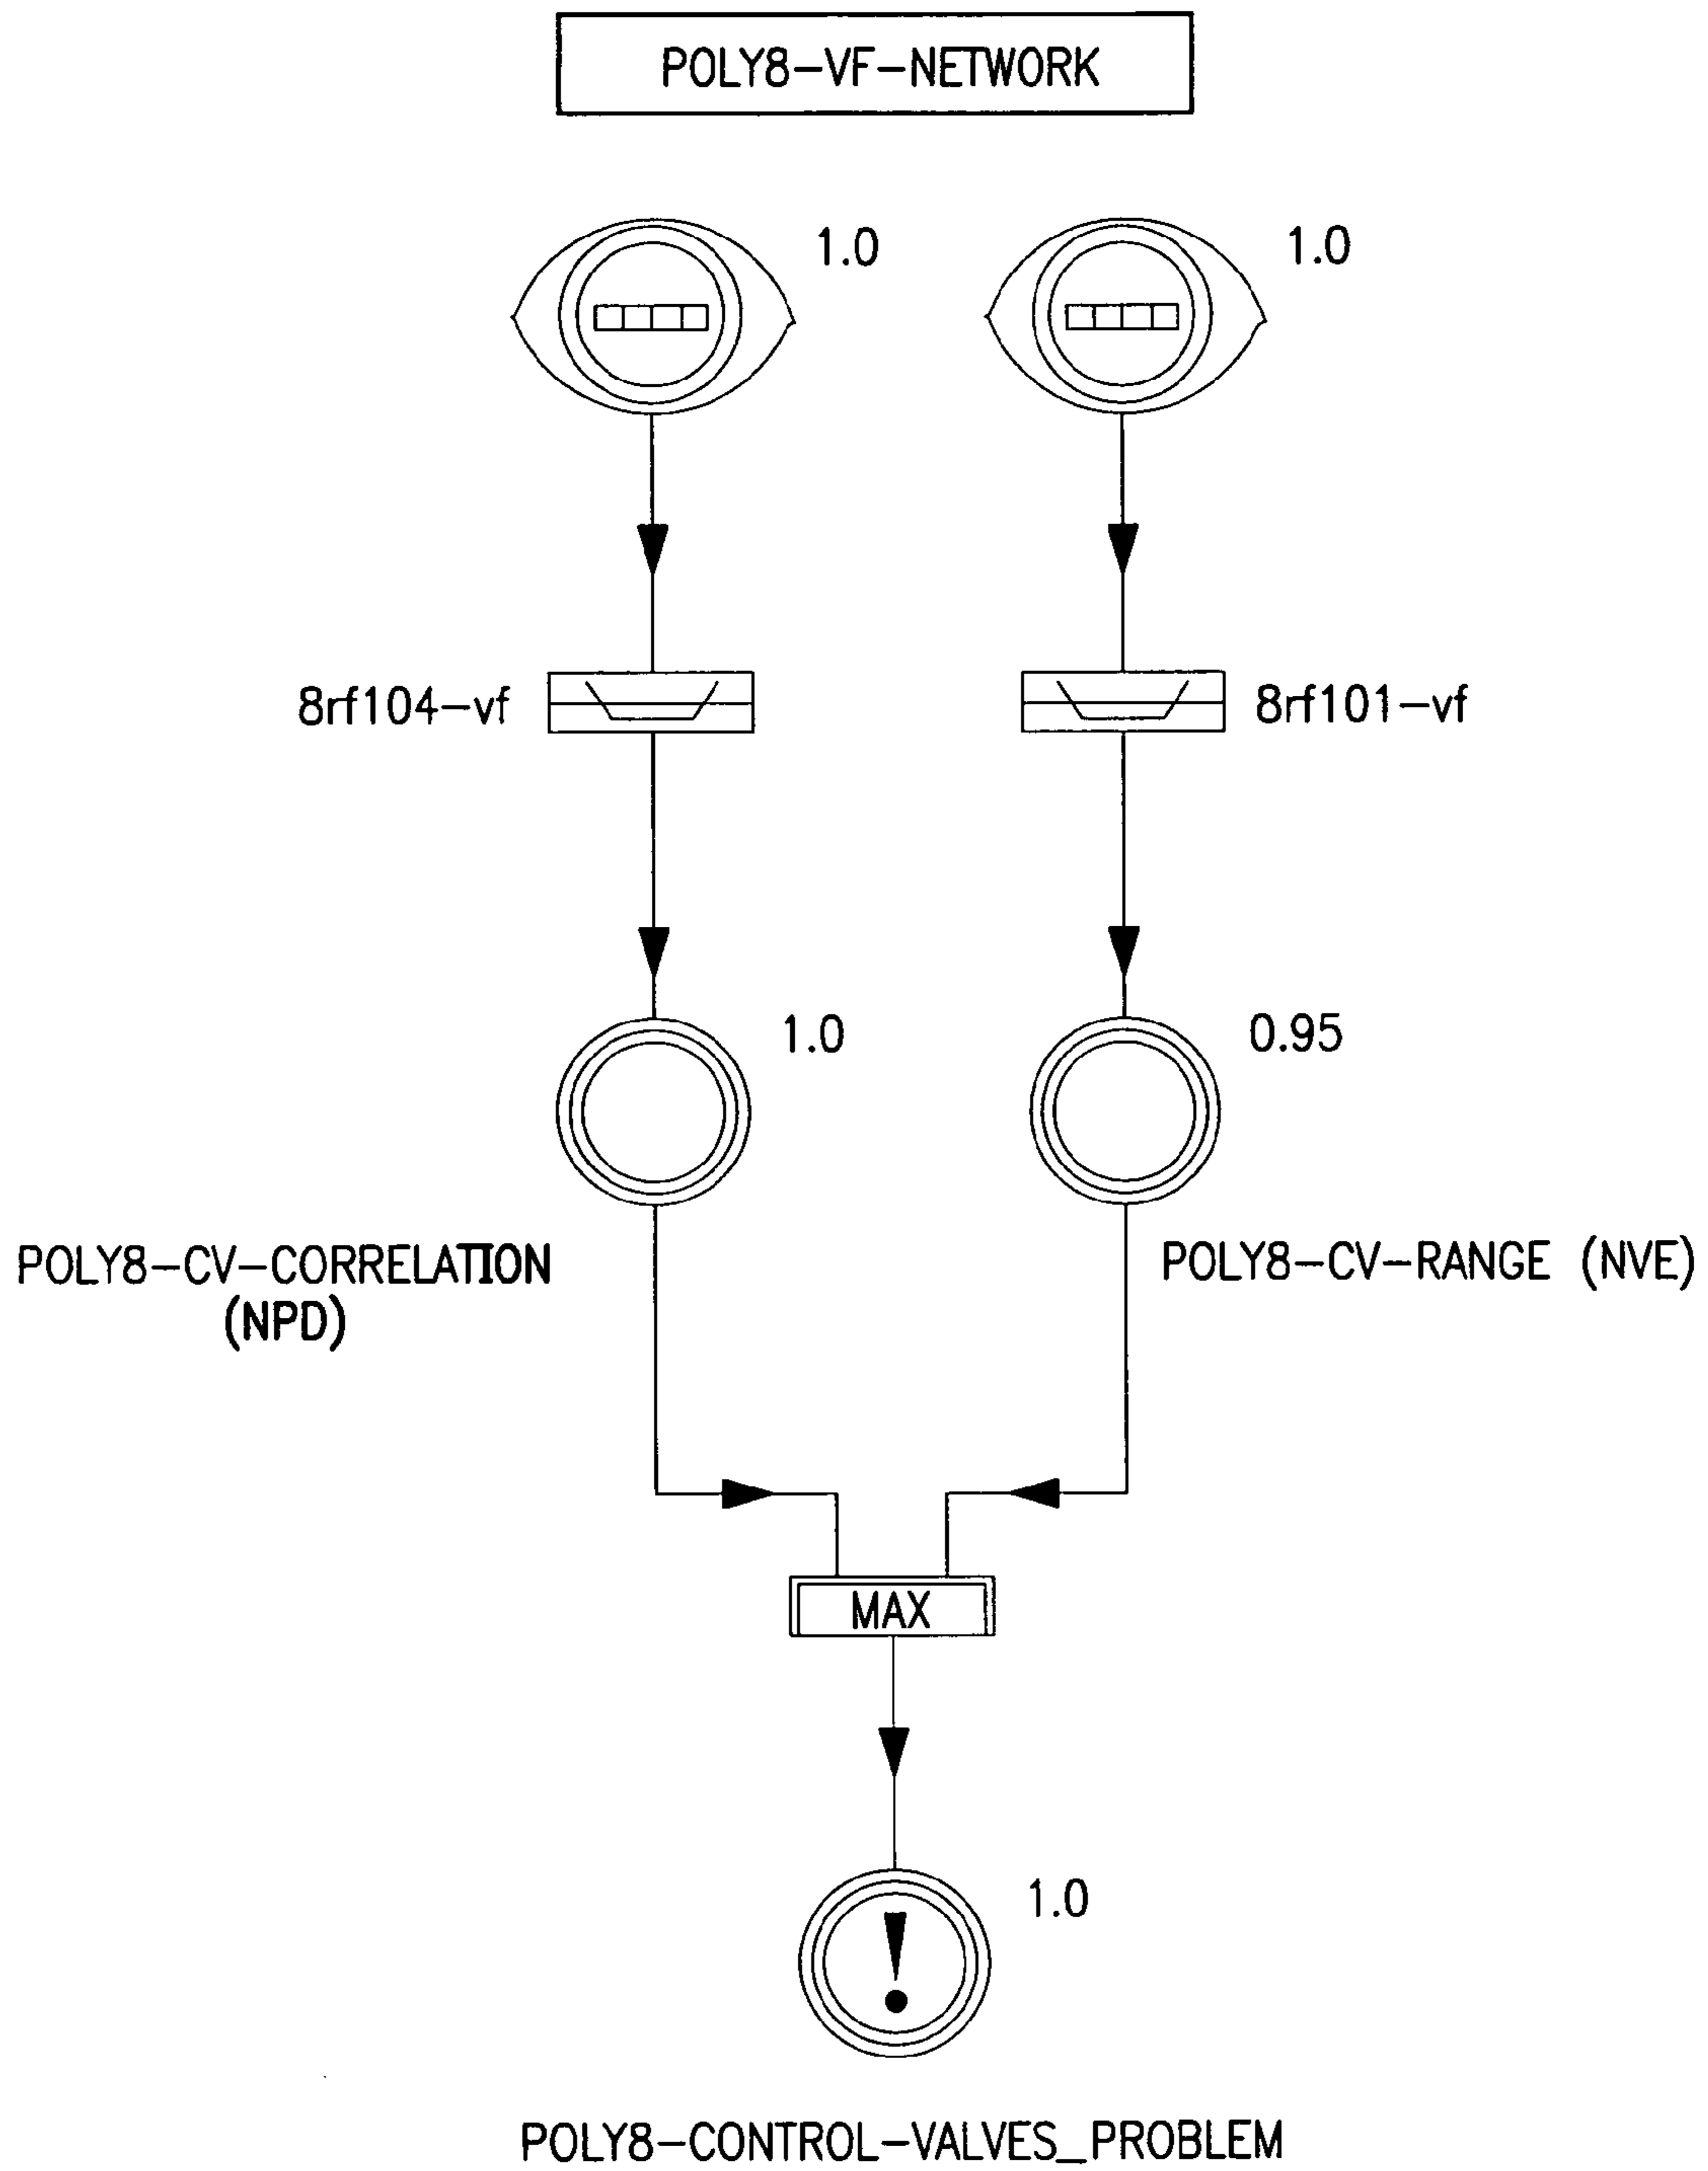 POLY8-VF-NETWORK
1.0
1.0
8rf104-vf
8rf101-vf
1.0
0.95
POLY8-CV-CORRELATION
(NPD)
POLY8-CV-RANGE (NVE)
MAX
1.0
POLY8-CONTROL-VALVES_PROBLEM